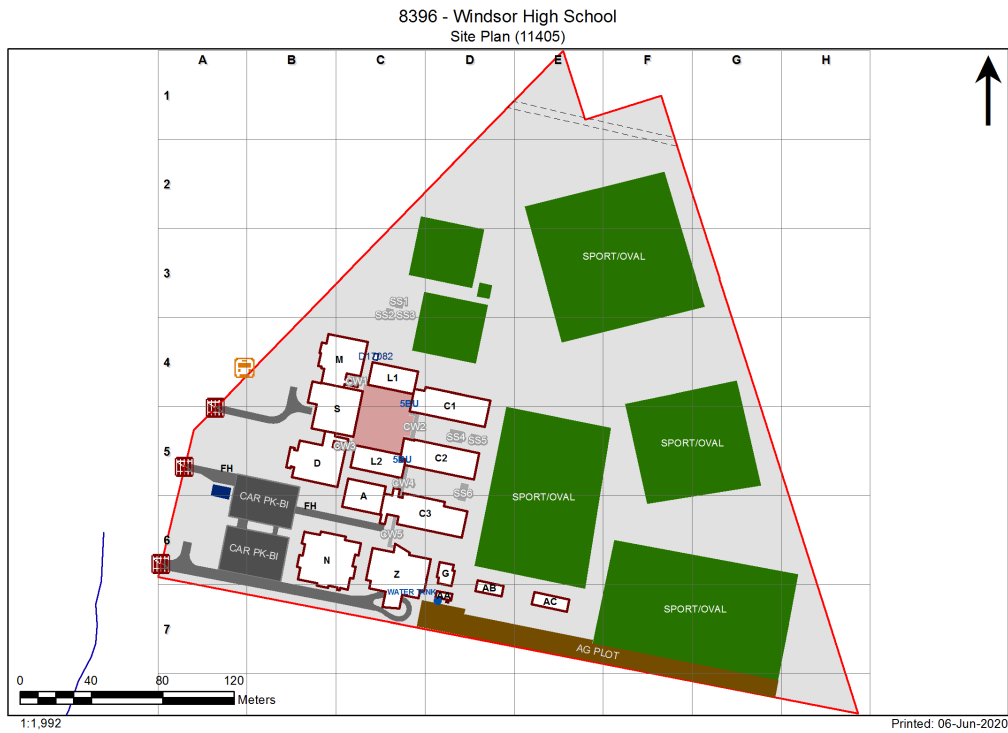 8396 - Windsor High School
Site Plan (11405)
A B C D E F G H
1
2
SPORT/OVAL
3
SS1
SS2 SS3
4
M
D17082
CW1
L1
S
5BU
C1
CW2
SPORT/OVAL
SS4 SS5
5
CW3
L2
5BU
C2
D
FH
CW4
SS6
CAR PK-BI
A
SPORT/OVAL
FH
C3
CW5
6
CAR PK-BI
N
Z
G
AB
WATER TANK
AA
AC
SPORT/OVAL
7
AG PLOT
0 40 80 120
Meters
1:1,992
Printed: 06-Jun-2020